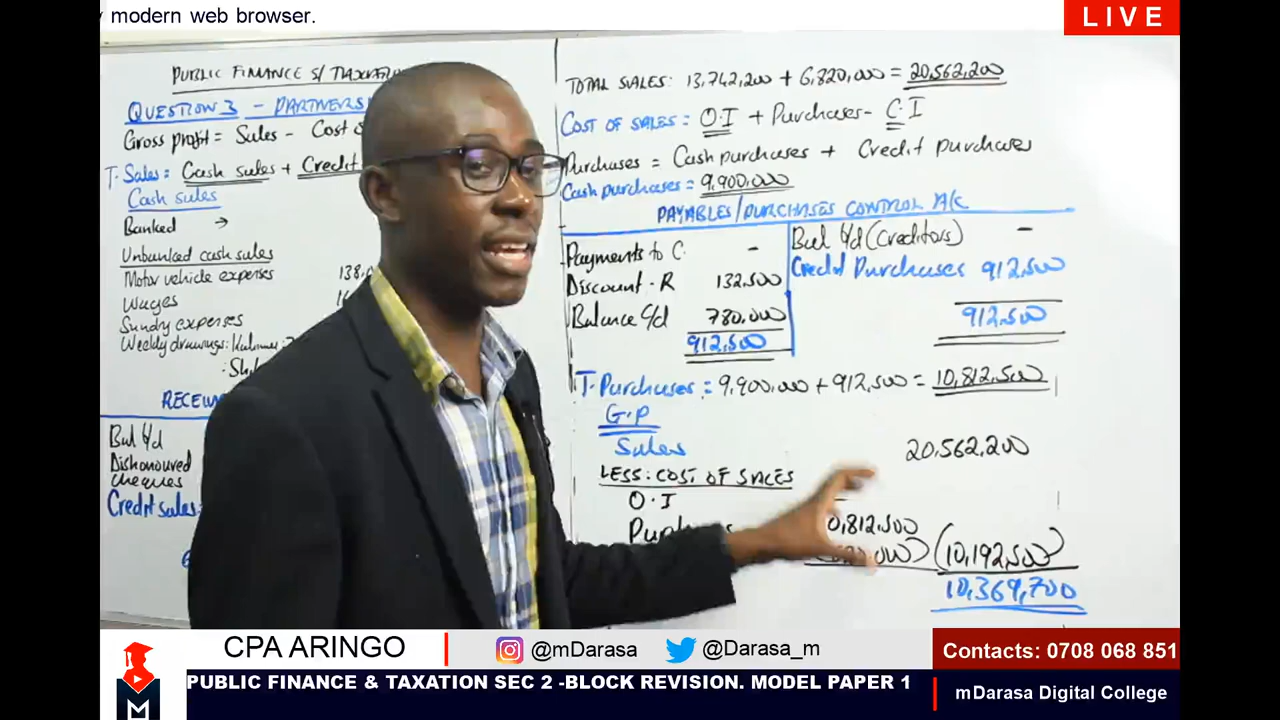 modern web browser.
LIVE
PUBLIC FINANCE & TAXATION
QUESTION 3 - PARTNERS
Gross profit = Sales - Cost
T. Sales = Cash sales + Credit
Cash sales
Banked →
Unbanked cash sales
Motor vehicle expenses 138,
Wages
Sundry expenses
Weekly drawings:
RECEIV
Bal b/d
Dishonoured
cheques
Credit sales
TOTAL SALES: 13,742,200 + 6,820,000 = 20,562,200
COST OF SALES = O.I + Purchases - C.I
Purchases = Cash purchases + Credit purchases
Cash purchases = 9,900,000
PAYABLES/PURCHASES CONTROL A/C
Payments to C. -
Discount - R 132,500
Balance c/d 780,000
912,500
Bal b/d (Creditors) -
Credit Purchases 912,500
912,500
T. Purchases = 9,900,000 + 912,500 = 10,812,500
G.P
Sales 20,562,200
LESS: COST OF SALES
O.I -
0,812,500
(10,192,500)
10,369,700
CPA ARINGO
@mDarasa
@Darasa_m
Contacts: 0708 068 851
PUBLIC FINANCE & TAXATION SEC 2 -BLOCK REVISION. MODEL PAPER 1
mDarasa Digital College
M